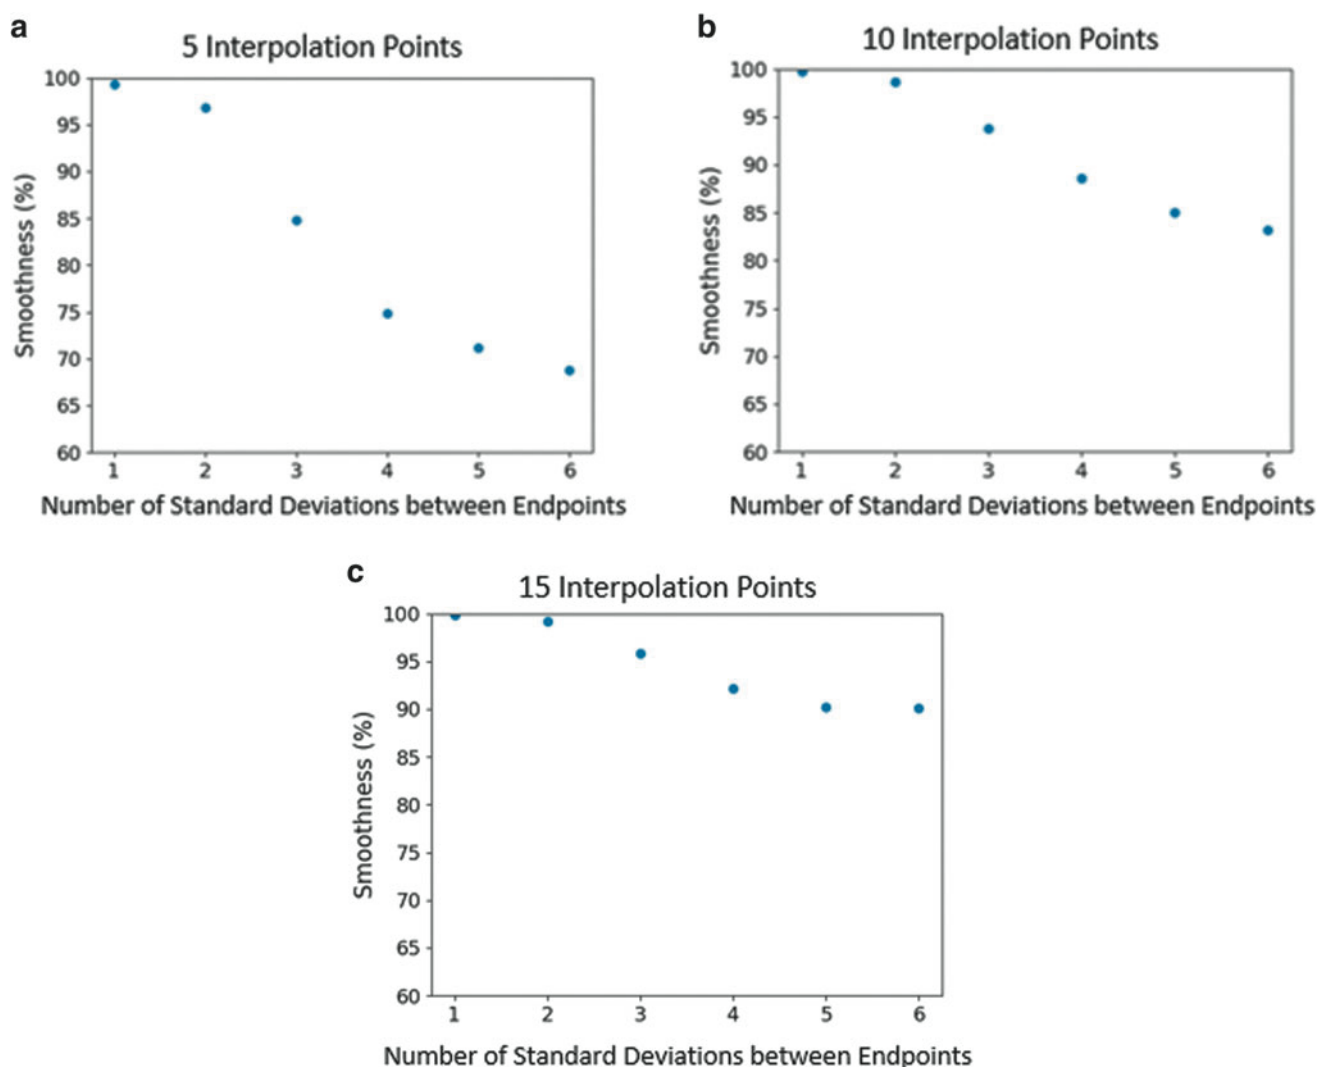 a
5 Interpolation Points
100
95
90
85
80
75
70
65
60
Smoothness (%)
1 2 3 4 5 6
Number of Standard Deviations between Endpoints
b
10 Interpolation Points
100
95
90
85
80
75
70
65
60
Smoothness (%)
1 2 3 4 5 6
Number of Standard Deviations between Endpoints
c
15 Interpolation Points
100
95
90
85
80
75
70
65
60
Smoothness (%)
1 2 3 4 5 6
Number of Standard Deviations between Endpoints